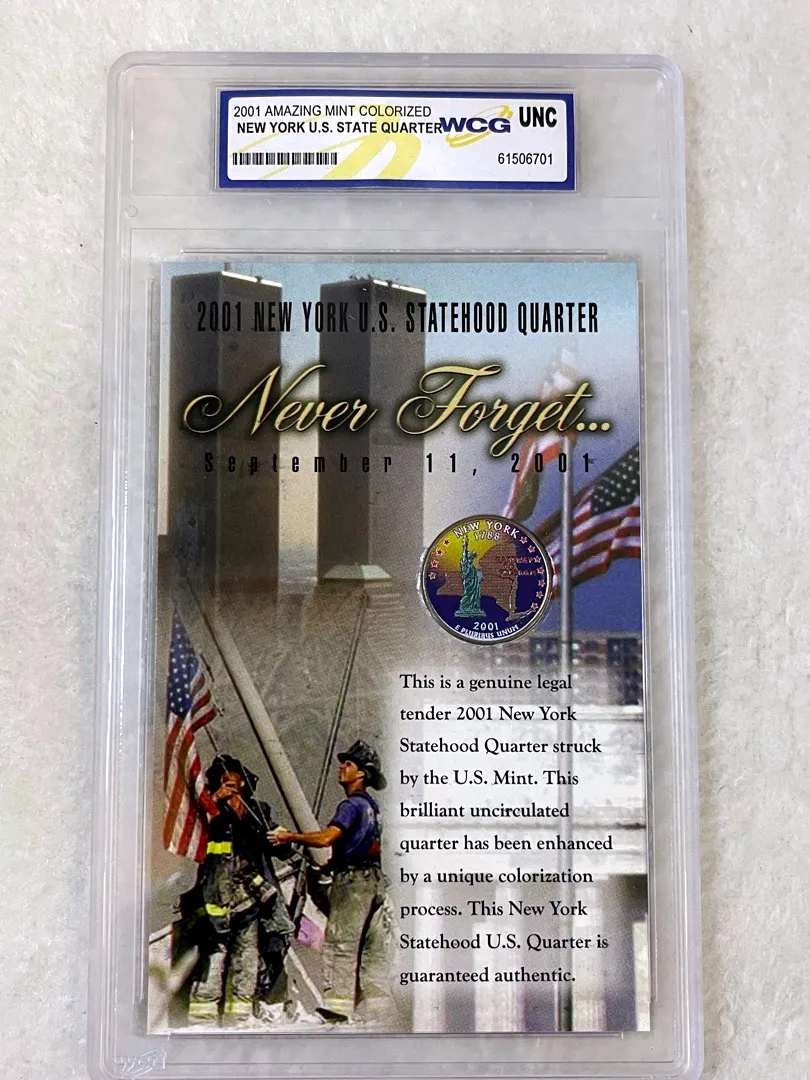 2001 AMAZING MINT COLORIZED
NEW YORK U.S. STATE QUARTER
WCG
UNC
61506701
2001 NEW YORK U.S. STATEHOOD QUARTER
Never Forget...
September 11, 2001
NEW YORK
1788
2001
E PLURIBUS UNUM
This is a genuine legal
tender 2001 New York
Statehood Quarter struck
by the U.S. Mint. This
brilliant uncirculated
quarter has been enhanced
by a unique colorization
process. This New York
Statehood U.S. Quarter is
guaranteed authentic.